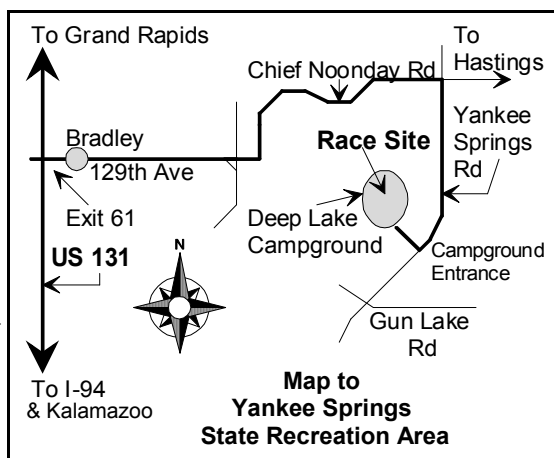 To Grand Rapids
To
Hastings
Chief Noonday Rd
Yankee
Springs
Rd
Bradley
129th Ave
Race Site
Exit 61
Deep Lake
Campground
US 131
N
Campground
Entrance
Gun Lake
Rd
To I-94
& Kalamazoo
Map to
Yankee Springs
State Recreation Area